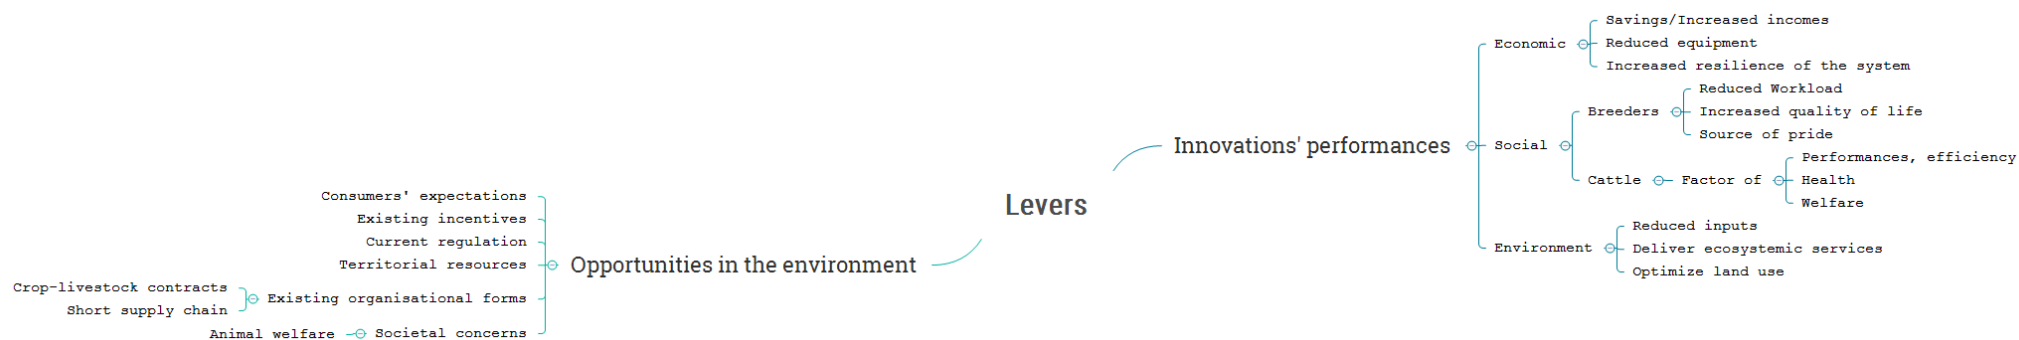 Levers
Innovations' performances
Economic
Savings/Increased incomes
Reduced equipment
Increased resilience of the system
Social
Breeders
Reduced Workload
Increased quality of life
Source of pride
Cattle
Factor of
Performances, efficiency
Health
Welfare
Environment
Reduced inputs
Deliver ecosystemic services
Optimize land use
Opportunities in the environment
Consumers' expectations
Existing incentives
Current regulation
Territorial resources
Existing organisational forms
Crop-livestock contracts
Short supply chain
Societal concerns
Animal welfare